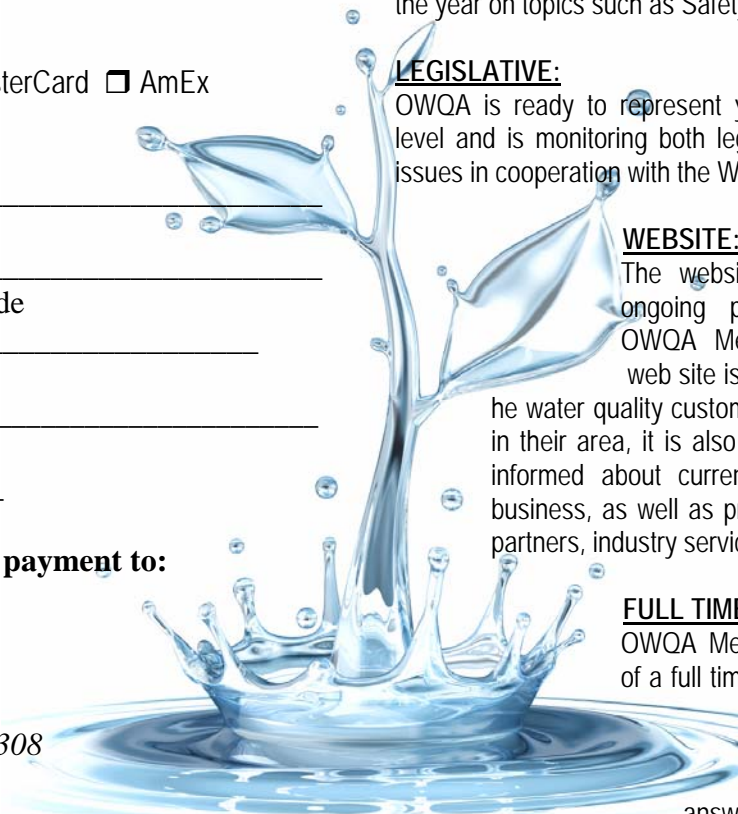 sterCard ❒ AmEx
de
payment to:
308
the year on topics such as Safety
LEGISLATIVE:
OWQA is ready to represent
level and is monitoring both leg
issues in cooperation with the W
WEBSITE:
The websi
ongoing p
OWQA Me
web site is
he water quality custom
in their area, it is also
informed about curren
business, as well as pr
partners, industry servic
FULL TIME
OWQA Me
of a full tim
answ